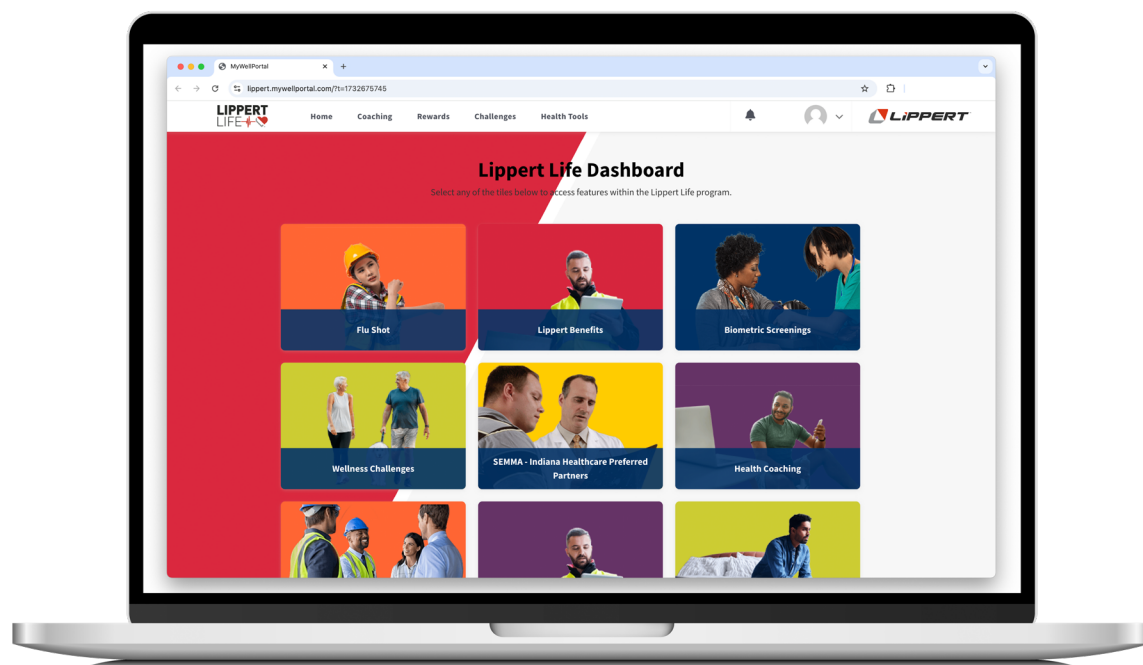 MyWellPortal
lippert.mywellportal.com/?t=1732675745
LIPPERT
LIFE
Home
Coaching
Rewards
Challenges
Health Tools
LiPPERT
Lippert Life Dashboard
Select any of the tiles below to access features within the Lippert Life program.
Flu Shot
Lippert Benefits
Biometric Screenings
Wellness Challenges
SEMMA - Indiana Healthcare Preferred
Partners
Health Coaching